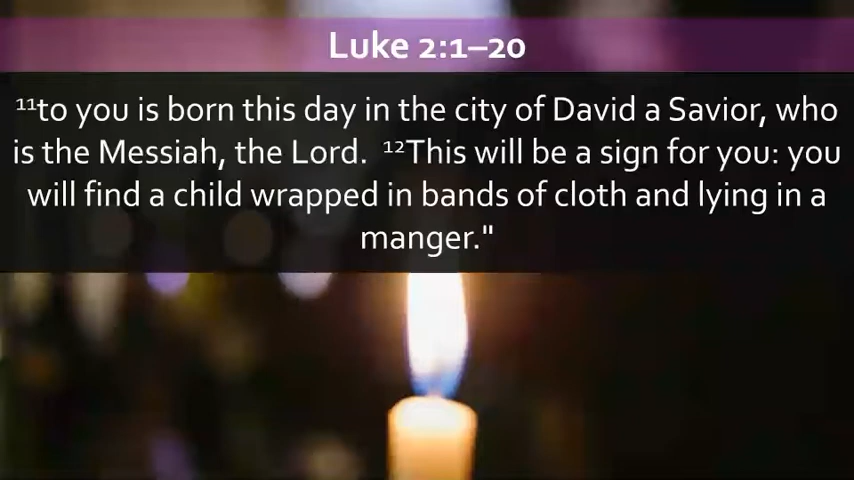 Luke 2:1–20
¹¹to you is born this day in the city of David a Savior, who
is the Messiah, the Lord.  ¹²This will be a sign for you: you
will find a child wrapped in bands of cloth and lying in a
manger."